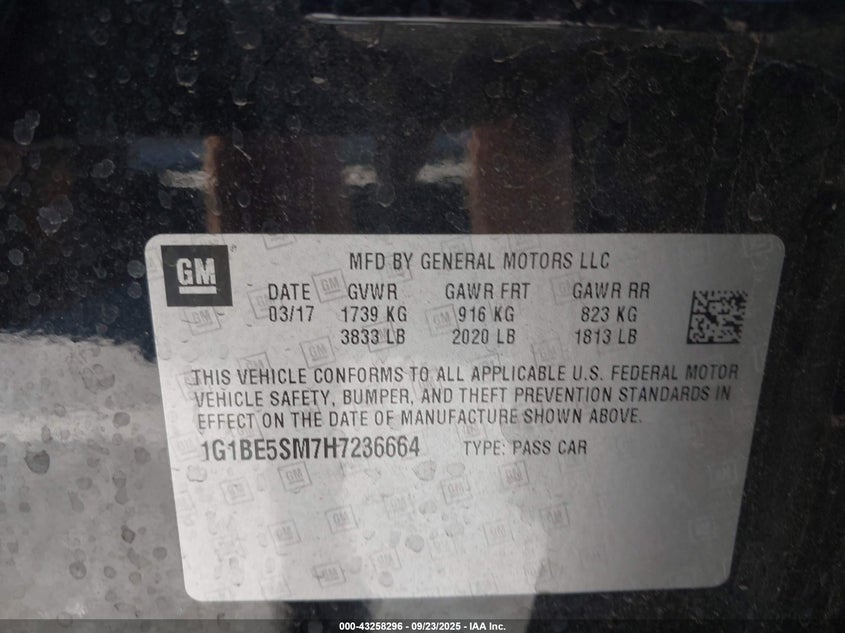 GM
MFD BY GENERAL MOTORS LLC
DATE GVWR GAWR FRT GAWR RR
03/17 1739 KG 916 KG 823 KG
3833 LB 2020 LB 1813 LB
THIS VEHICLE CONFORMS TO ALL APPLICABLE U.S. FEDERAL MOTOR
VEHICLE SAFETY, BUMPER, AND THEFT PREVENTION STANDARDS IN
EFFECT ON THE DATE OF MANUFACTURE SHOWN ABOVE.
1G1BE5SM7H7236664 TYPE: PASS CAR
000-43258296 - 09/23/2025 - IAA Inc.